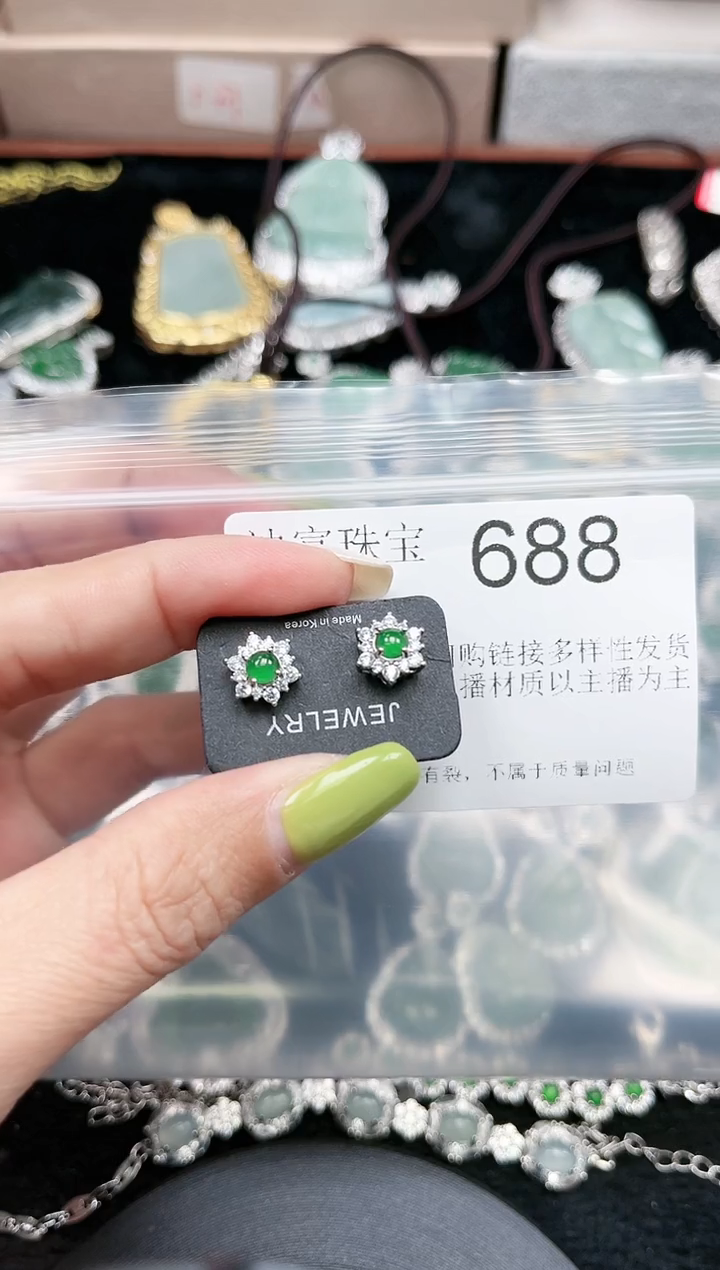 珠宝
688
购链接多样性发货
播材质以主播为主
有裂，不属于质量问题
Made in Korea
JEWELRY